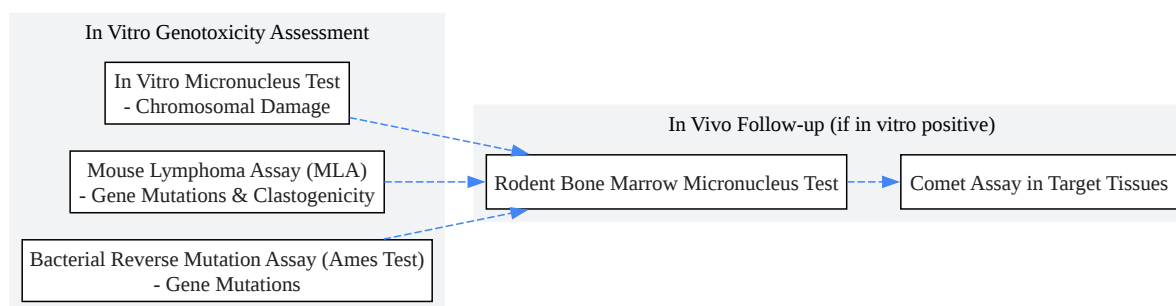 In Vitro Genotoxicity Assessment
In Vitro Micronucleus Test
- Chromosomal Damage
Mouse Lymphoma Assay (MLA)
- Gene Mutations & Clastogenicity
Bacterial Reverse Mutation Assay (Ames Test)
- Gene Mutations
In Vivo Follow-up (if in vitro positive)
Rodent Bone Marrow Micronucleus Test
Comet Assay in Target Tissues